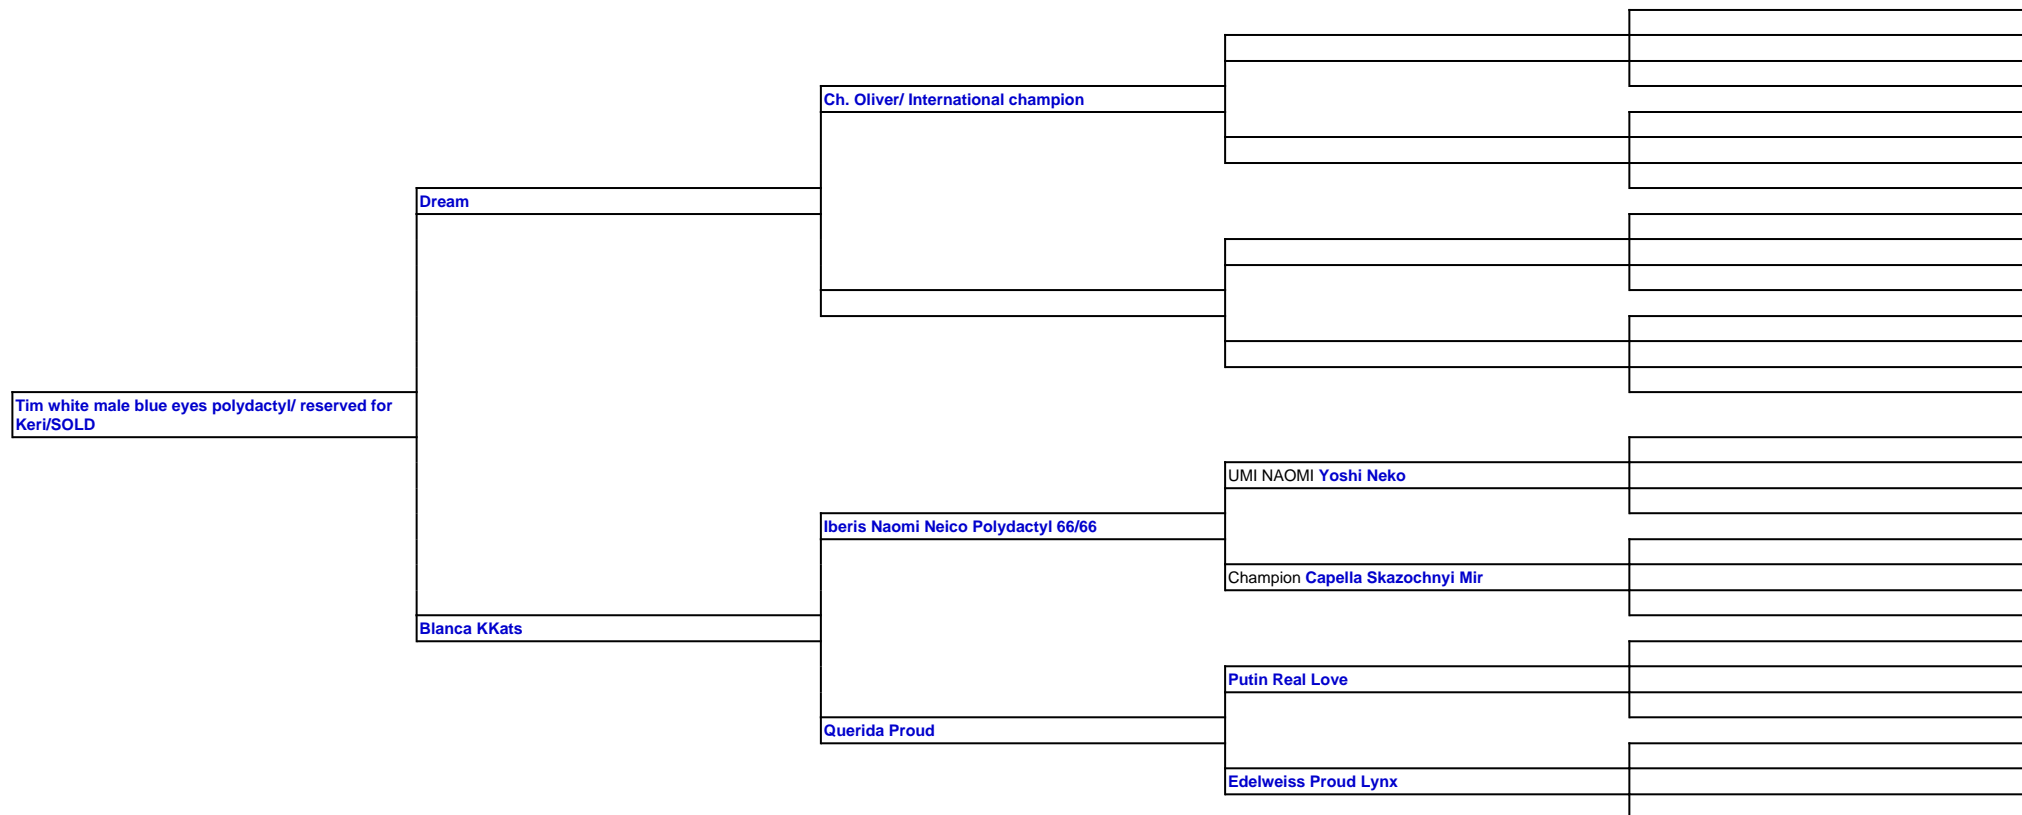 Ch. Oliver/ International champion
Dream
Tim white male blue eyes polydactyl/ reserved for
Keri/SOLD
UMI NAOMI Yoshi Neko
Iberis Naomi Neico Polydactyl 66/66
Champion Capella Skazochnyi Mir
Blanca KKats
Putin Real Love
Querida Proud
Edelweiss Proud Lynx